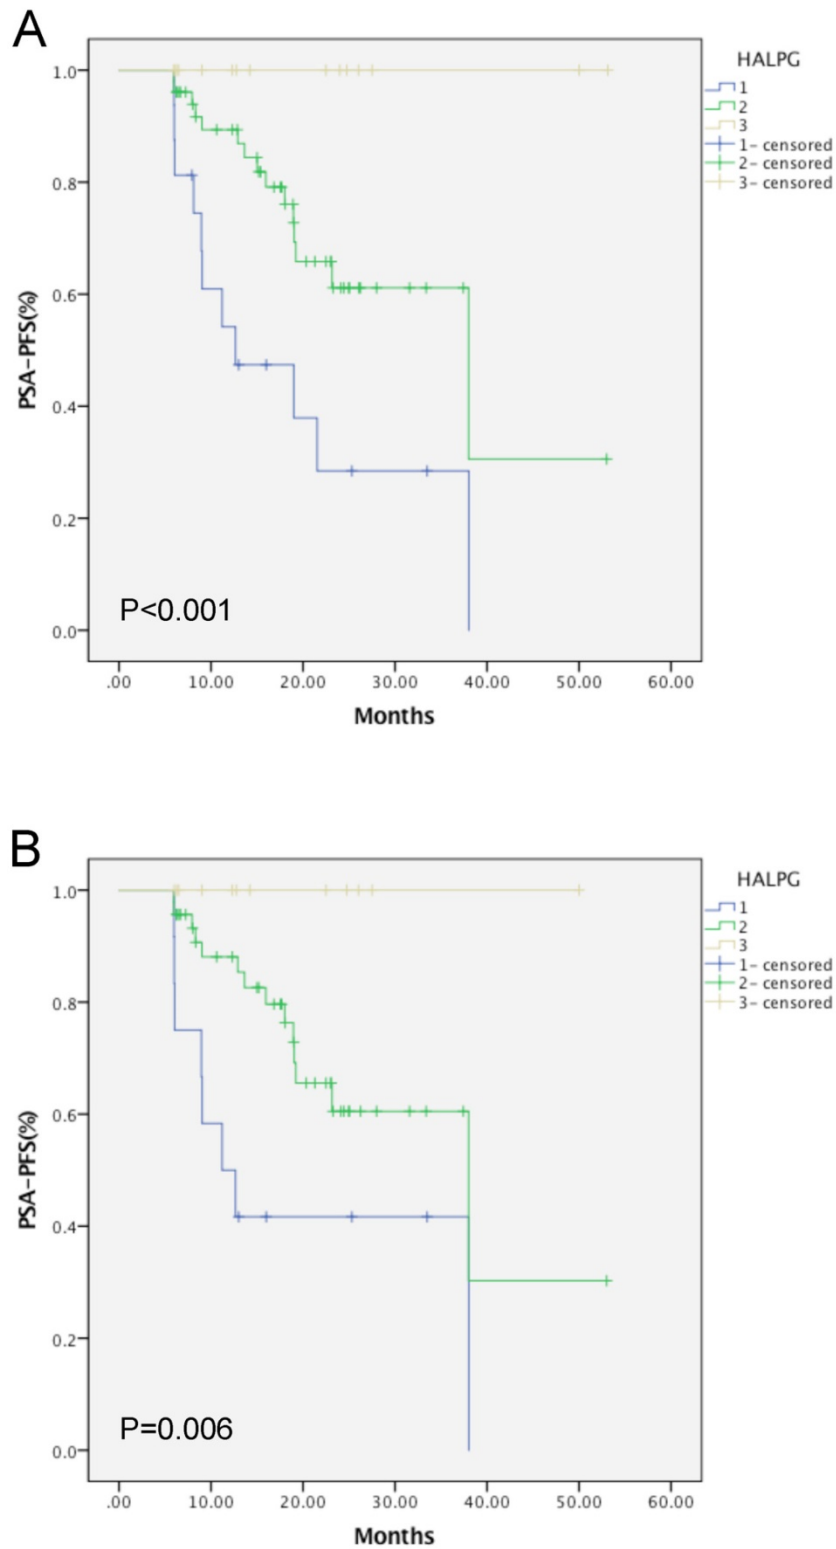 A
HALPG
1
2
3
1- censored
2- censored
3- censored
1.0
0.8
0.6
0.4
0.2
0.0
PSA-PFS(%)
P<0.001
.00 10.00 20.00 30.00 40.00 50.00 60.00
Months
B
HALPG
1
2
3
1- censored
2- censored
3- censored
1.0
0.8
0.6
0.4
0.2
0.0
PSA-PFS(%)
P=0.006
.00 10.00 20.00 30.00 40.00 50.00 60.00
Months